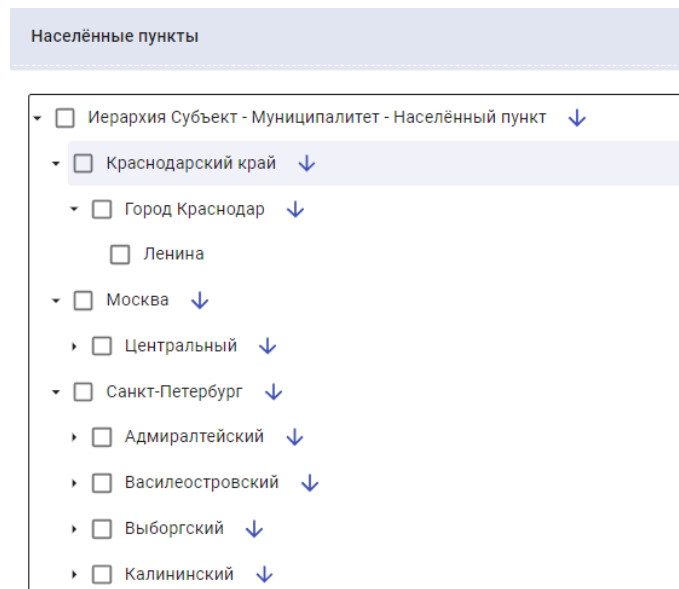 Населённые пункты
Иерархия Субъект - Муниципалитет - Населённый пункт
Краснодарский край
Город Краснодар
Ленина
Москва
Центральный
Санкт-Петербург
Адмиралтейский
Василеостровский
Выборгский
Калининский